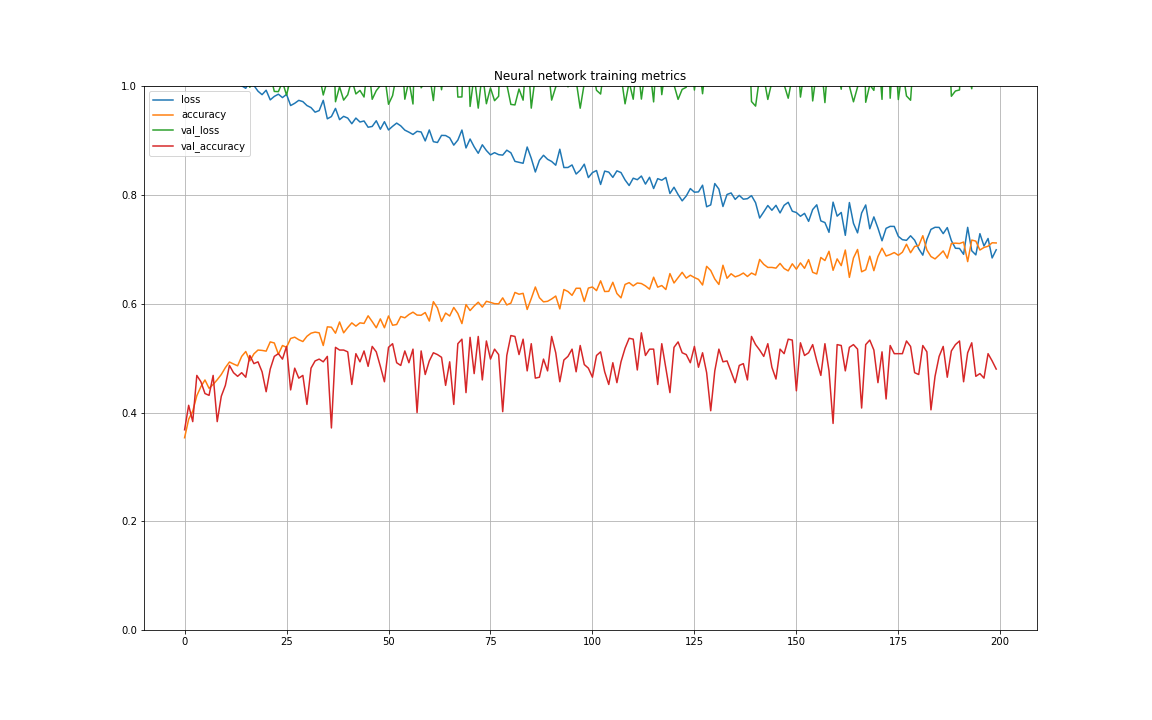 Neural network training metrics
1.0
loss
accuracy
val_loss
val_accuracy
0.8
0.6
0.4
0.2
0.0
0 25 50 75 100 125 150 175 200